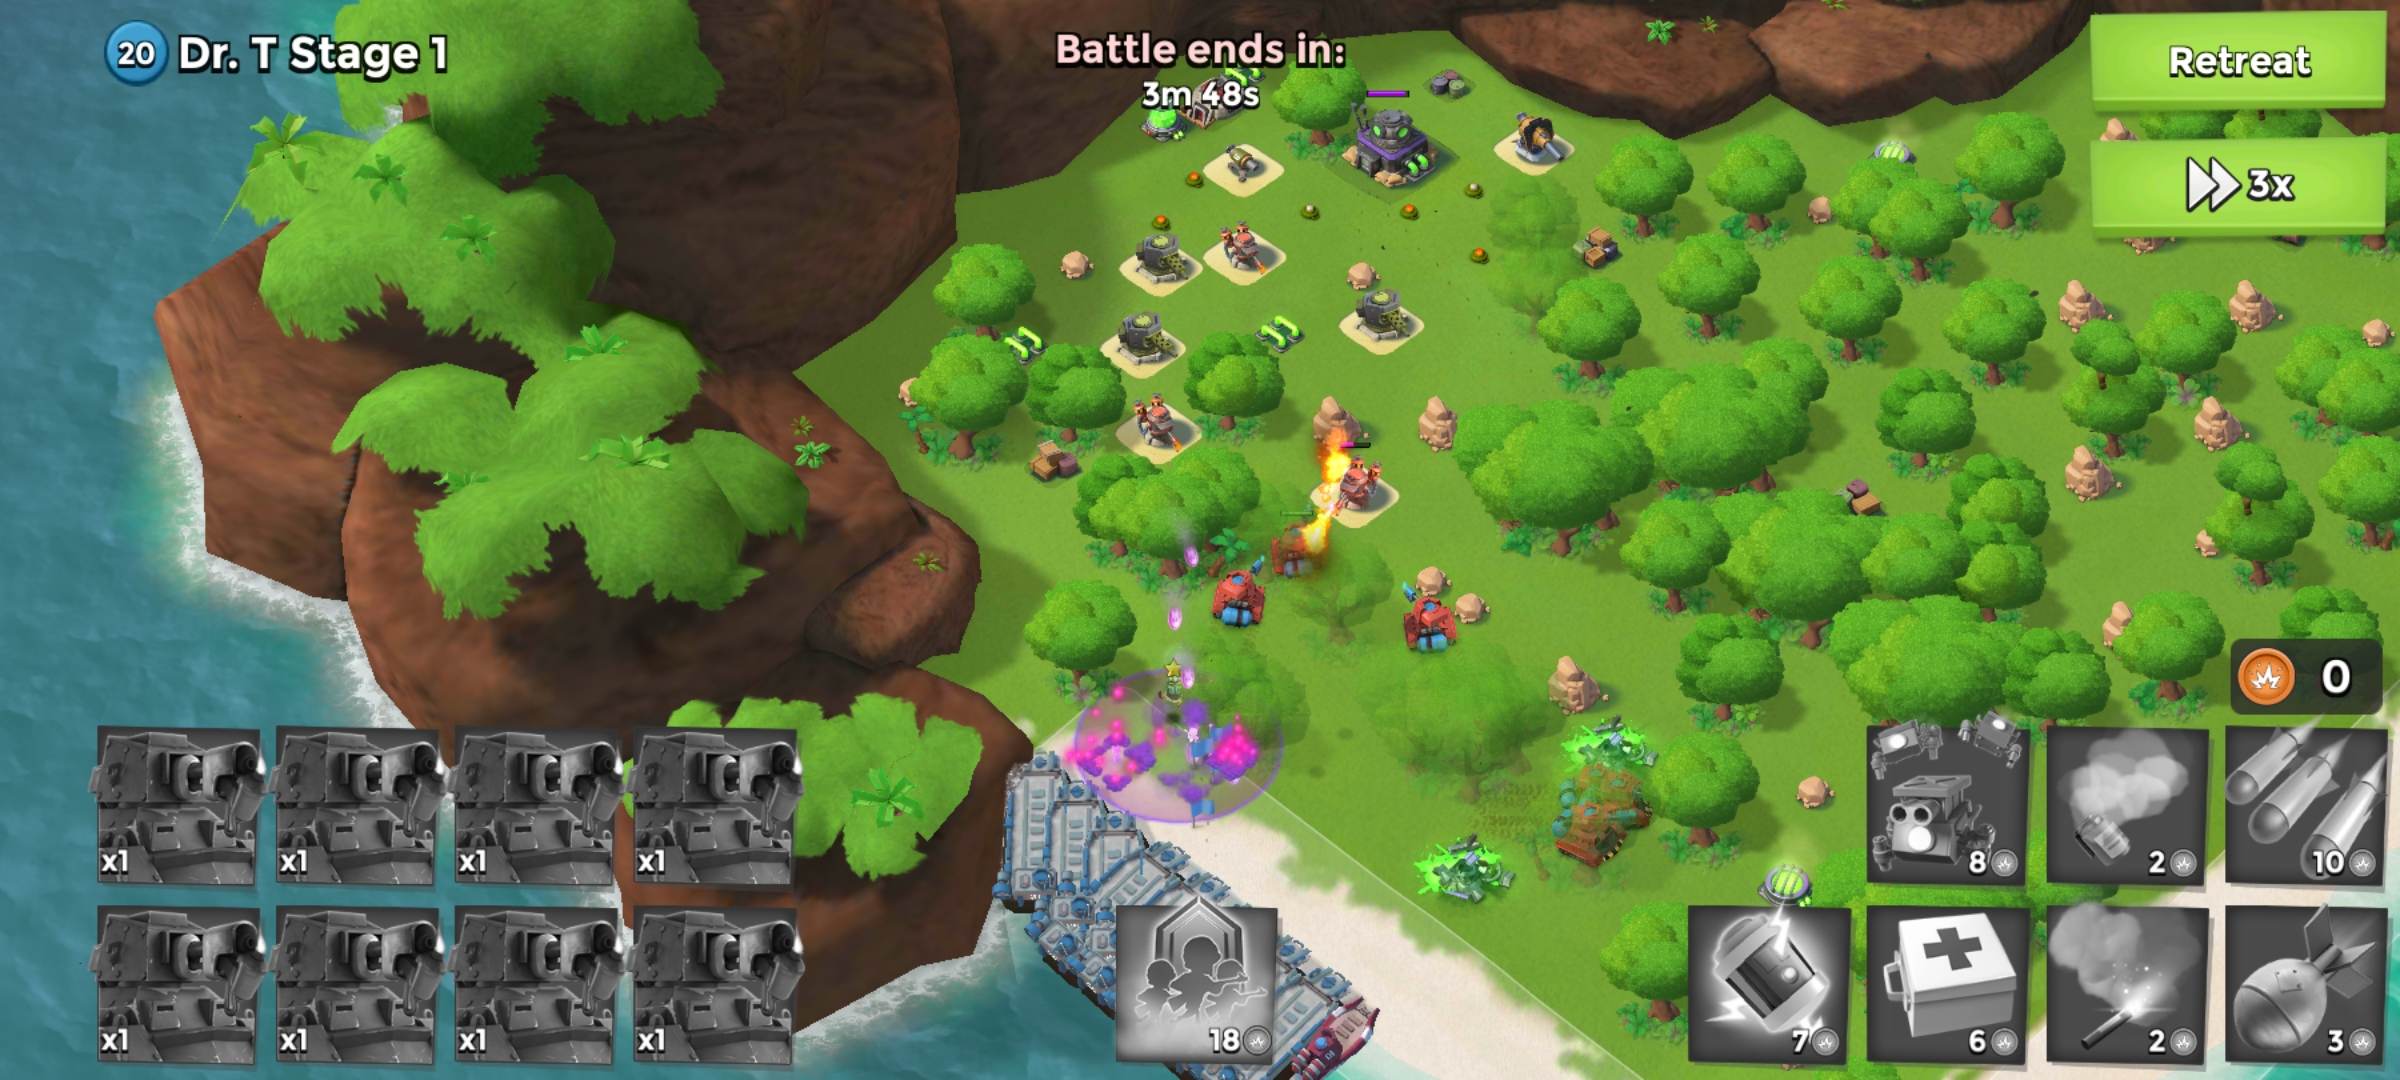 20 Dr. T Stage 1
Battle ends in:
3m 48s
Retreat
3x
0
x1 x1 x1 x1
8 2 10
x1 x1 x1 x1
18
7 6 2 3